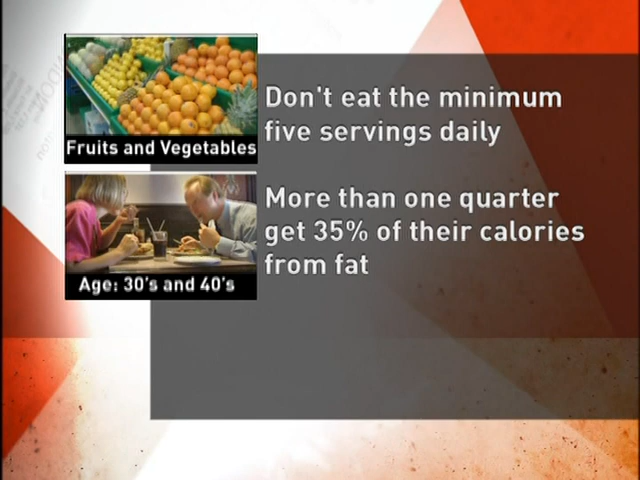 Fruits and Vegetables
Don't eat the minimum
five servings daily
Age: 30's and 40's
More than one quarter
get 35% of their calories
from fat